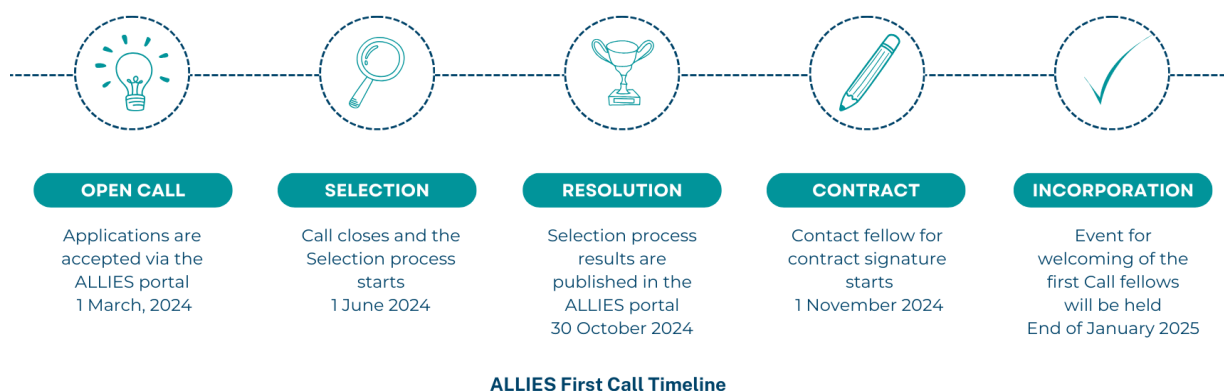 OPEN CALL
Applications are
accepted via the
ALLIES portal
1 March, 2024
SELECTION
Call closes and the
Selection process
starts
1 June 2024
RESOLUTION
Selection process
results are
published in the
ALLIES portal
30 October 2024
CONTRACT
Contact fellow for
contract signature
starts
1 November 2024
INCORPORATION
Event for
welcoming of the
first Call fellows
will be held
End of January 2025
ALLIES First Call Timeline